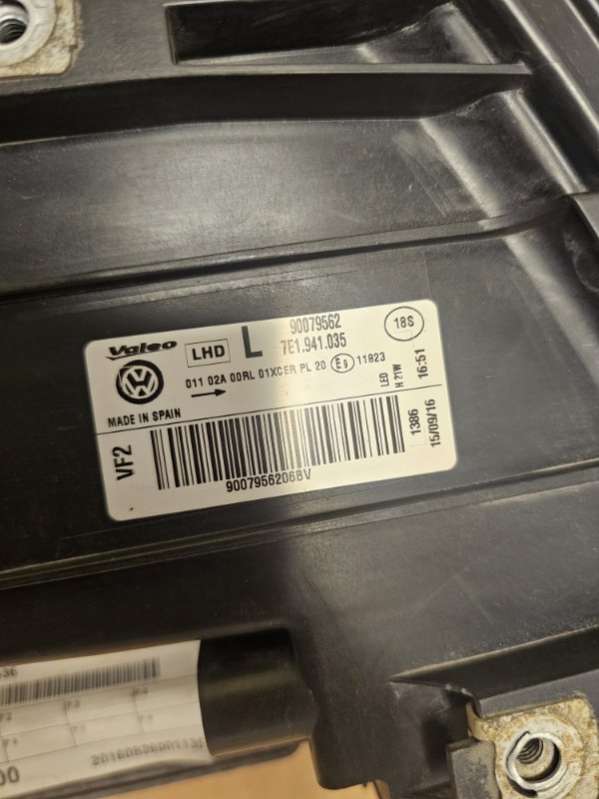 Valeo LHD L 90079562
7E1.941.035 18S
011 02A 00RL 01XCER PL 20 E9 11823
LED
H 21W
16:51
MADE IN SPAIN
VF2
1386
15/09/16
90079562068V